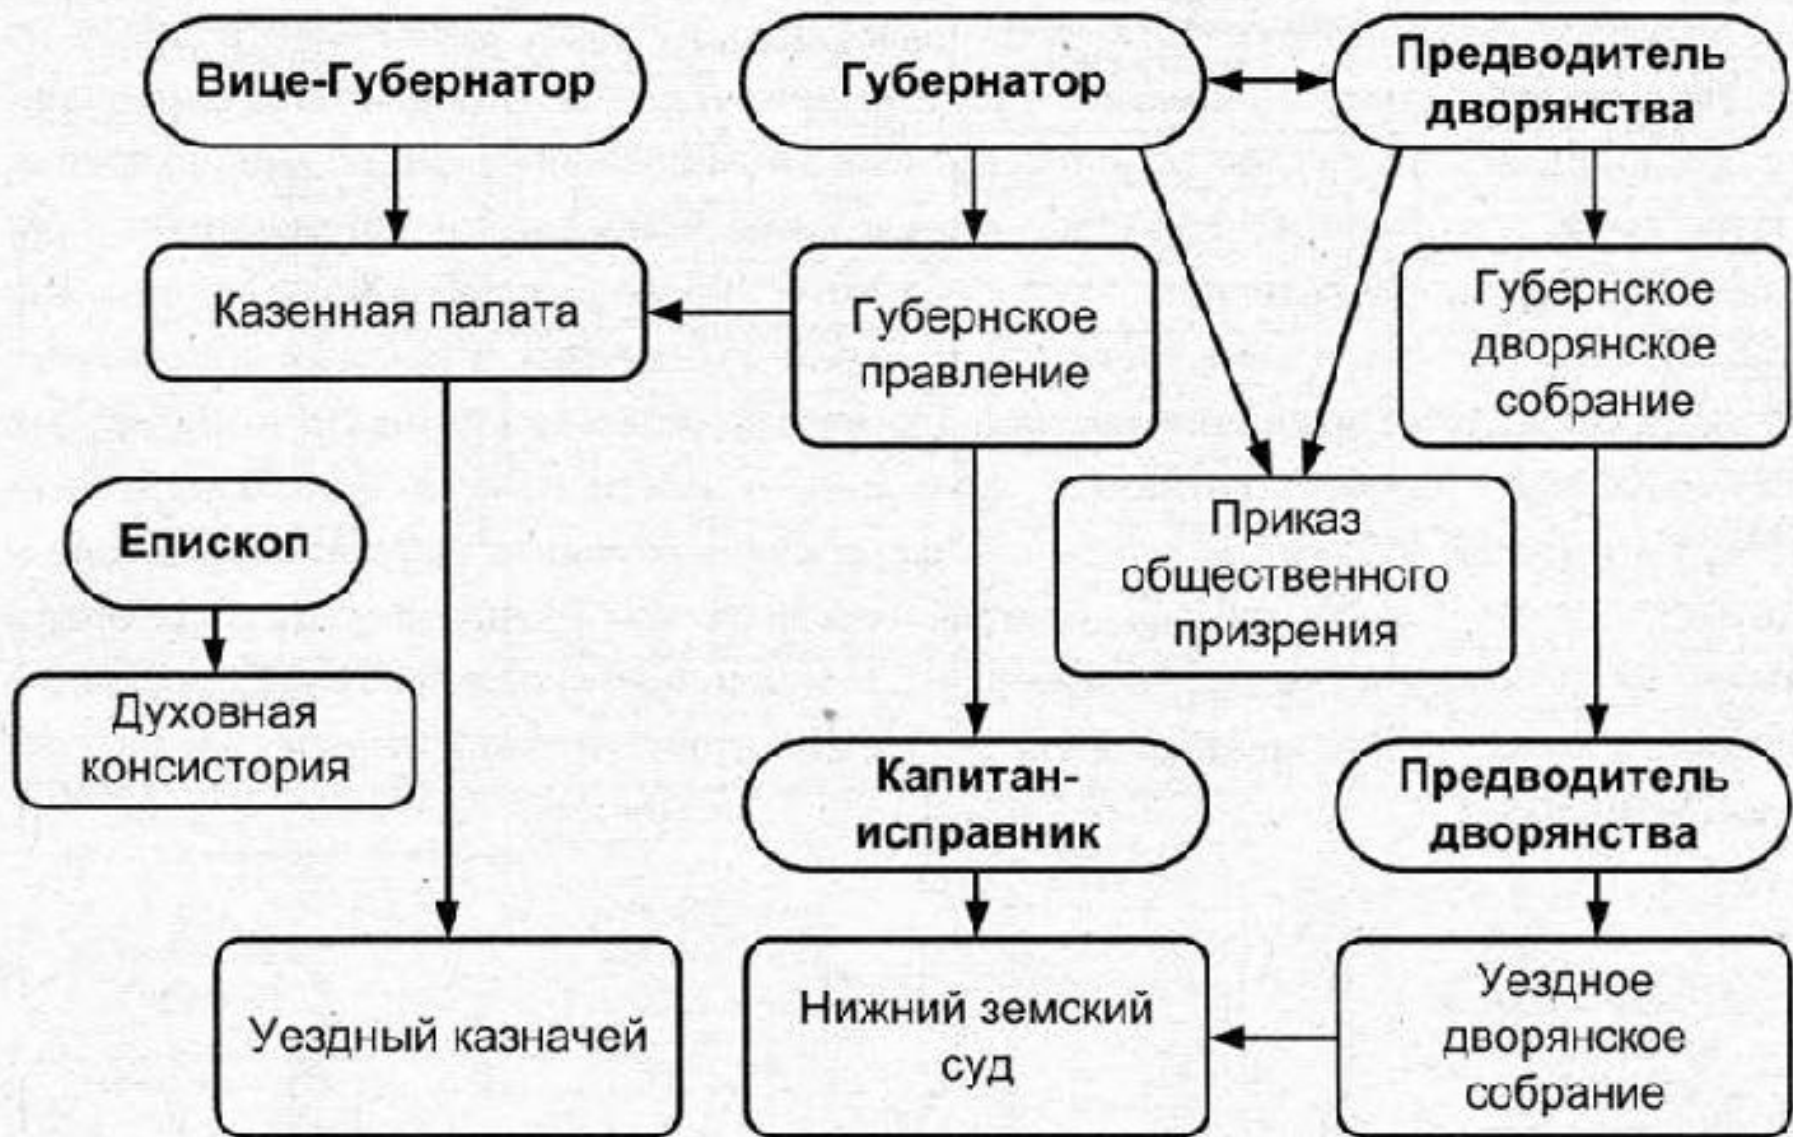 Вице-Губернатор
Губернатор
Предводитель
дворянства
Казенная палата
Губернское
правление
Губернское
дворянское
собрание
Епископ
Приказ
общественного
призрения
Духовная
консистория
Капитан-
исправник
Предводитель
дворянства
Уездный казначей
Нижний земский
суд
Уездное
дворянское
собрание